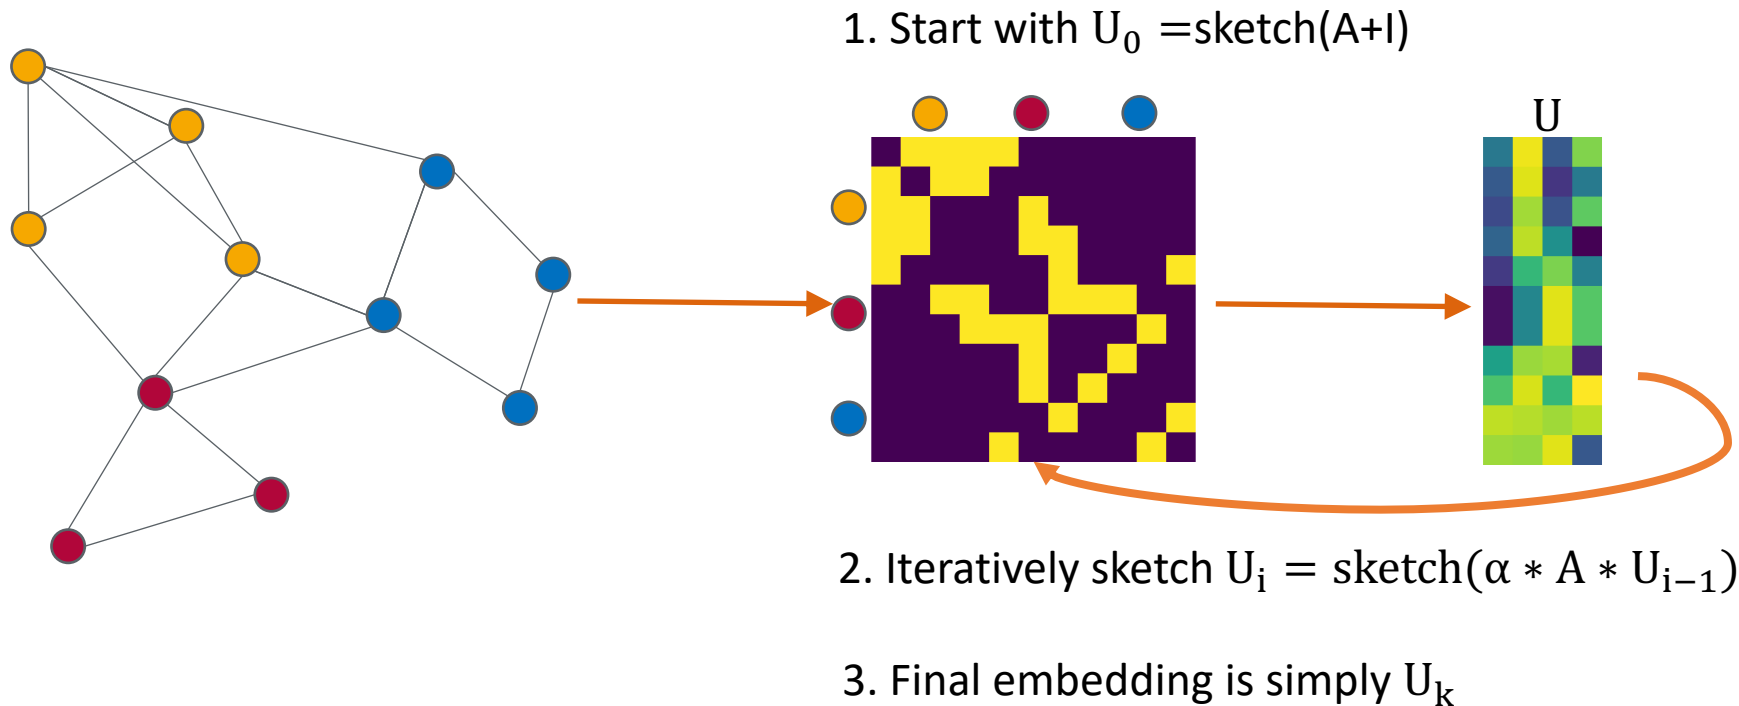 1. Start with U₀ =sketch(A+I)
U
2. Iteratively sketch Uᵢ = sketch(α ∗ A ∗ Uᵢ₋₁)
3. Final embedding is simply Uₖ